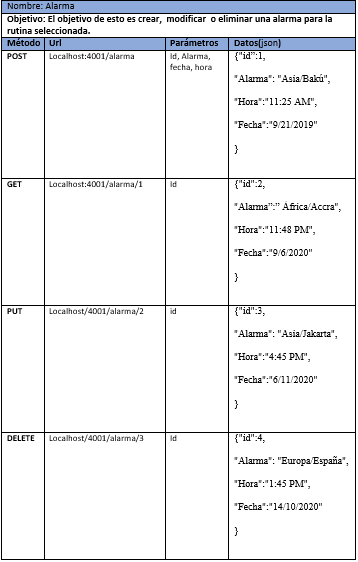 Nombre: Alarma
Objetivo: El objetivo de esto es crear, modificar o eliminar una alarma para la
rutina seleccionada.
Método Url Parámetros Datos(json)
POST Localhost:4001/alarma Id, Alarma, {"id":1,
fecha, hora
"Alarma": "Asia/Bakú",
"Hora":"11:25 AM",
"Fecha":"9/21/2019"
}
GET Localhost:4001/alarma/1 Id {"id":2,
"Alarma":" Africa/Accra",
"Hora":"11:48 PM",
"Fecha":"9/6/2020"
}
PUT Localhost/4001/alarma/2 id {"id":3,
"Alarma": "Asia/Jakarta",
"Hora":"4:45 PM",
"Fecha":"6/11/2020"
}
DELETE Localhost/4001/alarma/3 Id {"id":4,
"Alarma": "Europa/España",
"Hora":"1:45 PM",
"Fecha":"14/10/2020"
}